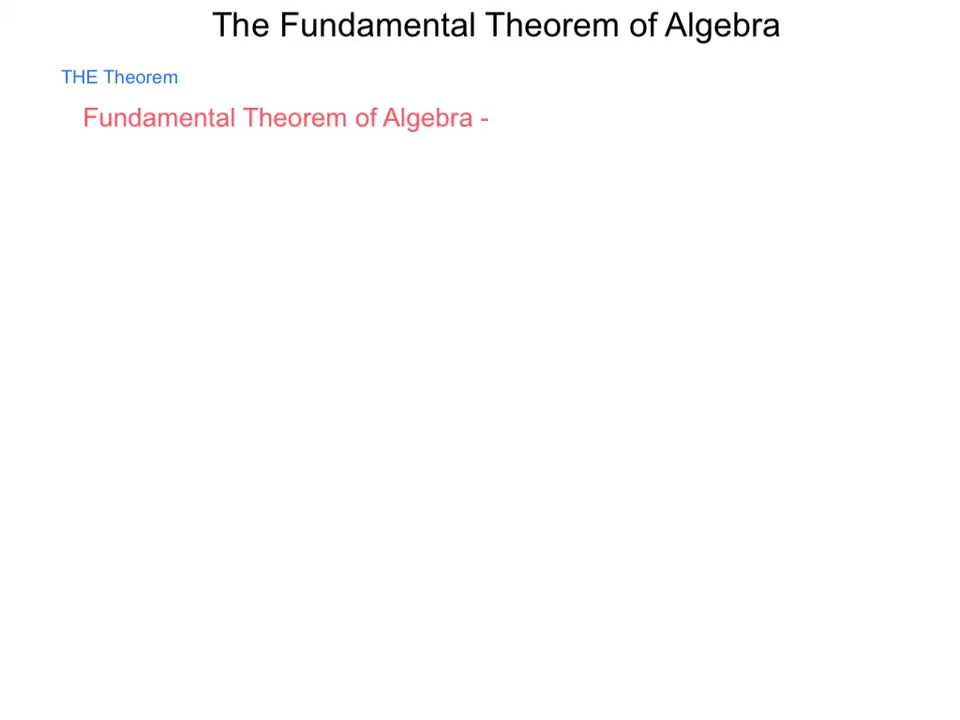 The Fundamental Theorem of Algebra
THE Theorem
Fundamental Theorem of Algebra -